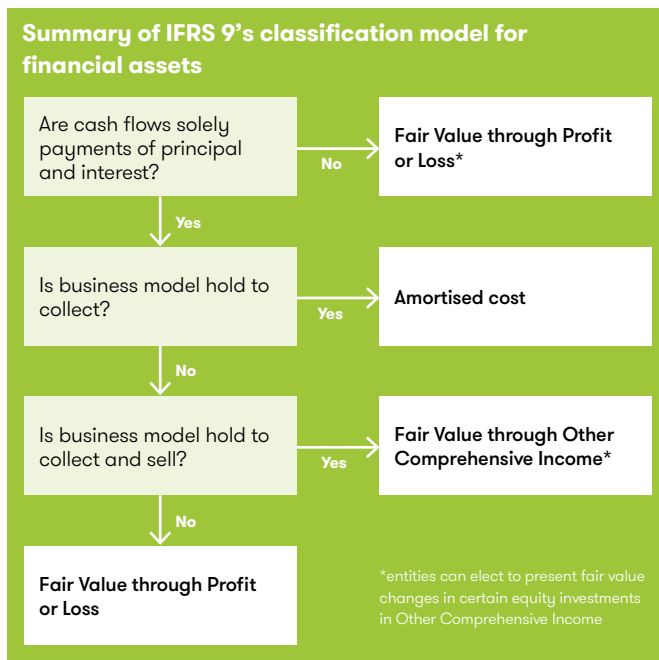 Summary of IFRS 9's classification model for
financial assets
Are cash flows solely
payments of principal
and interest?
No
Fair Value through Profit
or Loss*
Yes
Is business model hold to
collect?
Yes
Amortised cost
No
Is business model hold to
collect and sell?
Yes
Fair Value through Other
Comprehensive Income*
No
Fair Value through Profit
or Loss
*entities can elect to present fair value
changes in certain equity investments
in Other Comprehensive Income